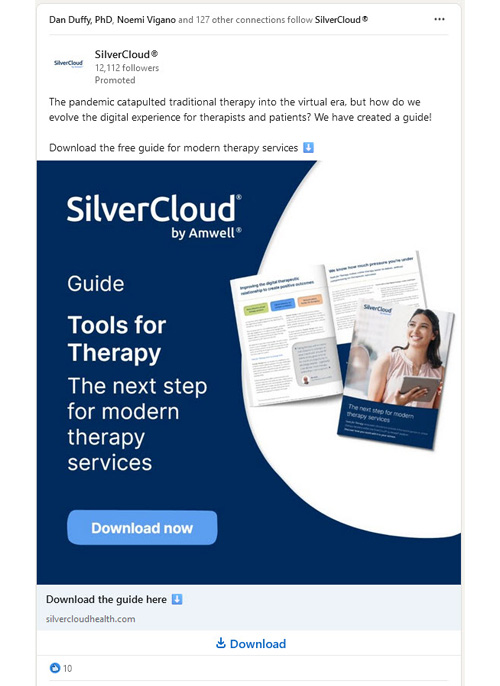 Dan Duffy, PhD, Noemi Vigano and 127 other connections follow SilverCloud®
SilverCloud
SilverCloud®
12,112 followers
Promoted
The pandemic catapulted traditional therapy into the virtual era, but how do we
evolve the digital experience for therapists and patients? We have created a guide!
Download the free guide for modern therapy services ⬇️
SilverCloud®
by Amwell®
Guide
Tools for
Therapy
The next step
for modern
therapy
services
Download now
Improving the digital therapeutic
relationship to create positive outcomes
We know how much pressure you're under
SilverCloud
The next step for modern
therapy services
Download the guide here ⬇️
silvercloudhealth.com
Download
10